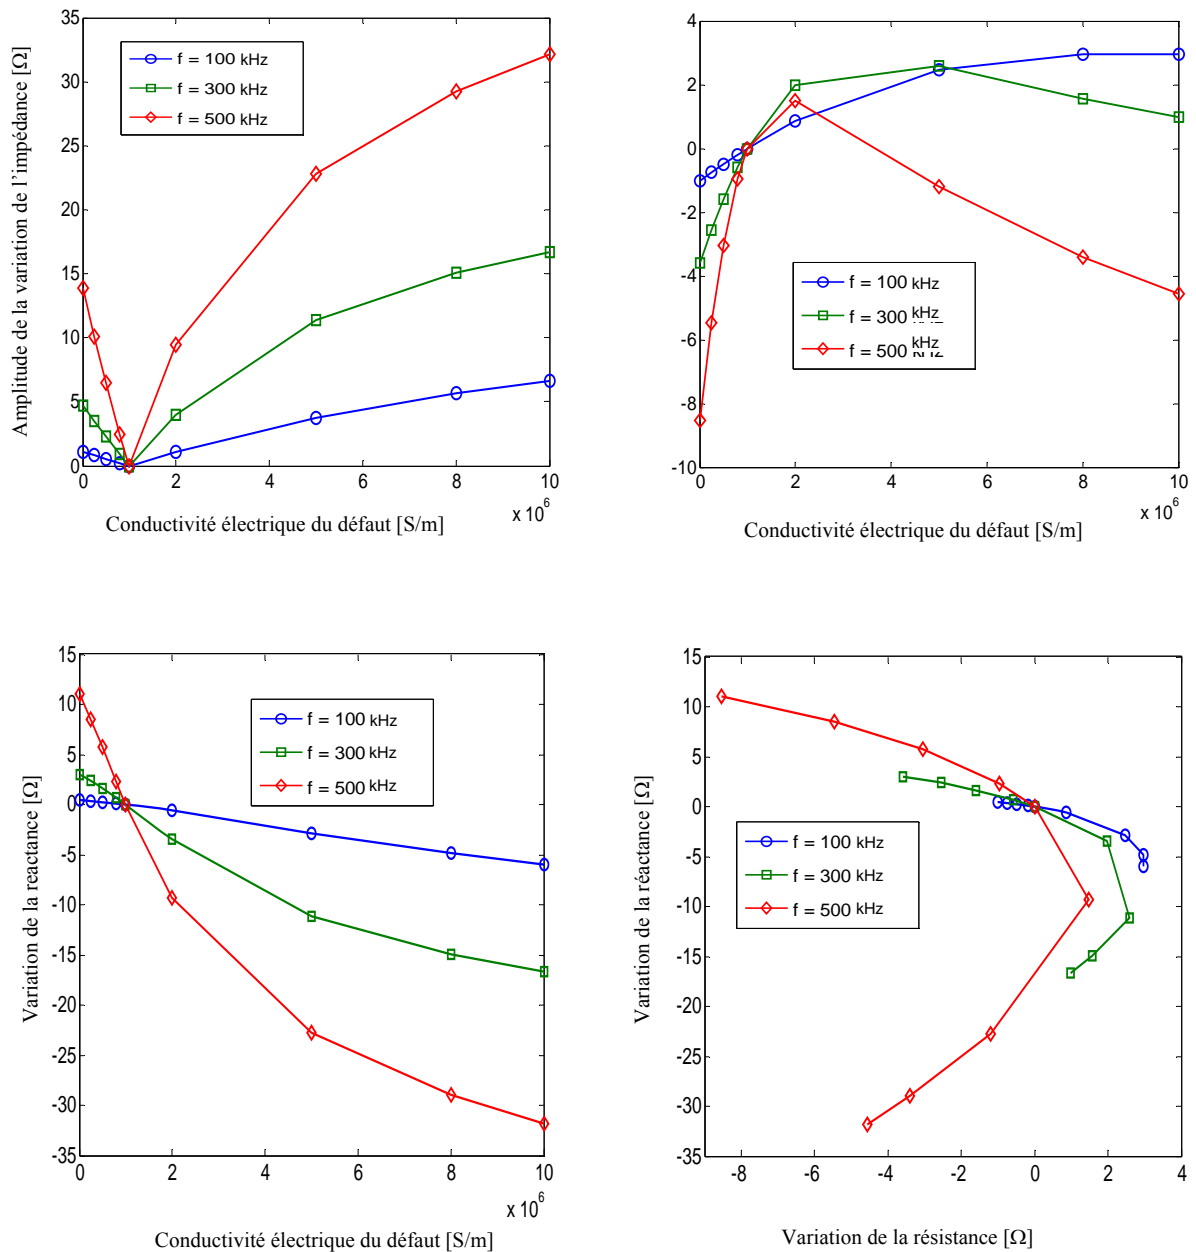 Amplitude de la variation de l'impédance [Ω]
35
30
25
20
15
10
5
0
f = 100 kHz
f = 300 kHz
f = 500 kHz
0 2 4 6 8 10
x 10^6
Conductivité électrique du défaut [S/m]
4
2
0
-2
-4
-6
-8
-10
f = 100 kHz
f = 300 kHz
f = 500 kHz
0 2 4 6 8 10
x 10^6
Conductivité électrique du défaut [S/m]
Variation de la reactance [Ω]
15
10
5
0
-5
-10
-15
-20
-25
-30
-35
f = 100 kHz
f = 300 kHz
f = 500 kHz
0 2 4 6 8 10
x 10^6
Conductivité électrique du défaut [S/m]
Variation de la réactance [Ω]
15
10
5
0
-5
-10
-15
-20
-25
-30
-35
f = 100 kHz
f = 300 kHz
f = 500 kHz
-8 -6 -4 -2 0 2 4
Variation de la résistance [Ω]